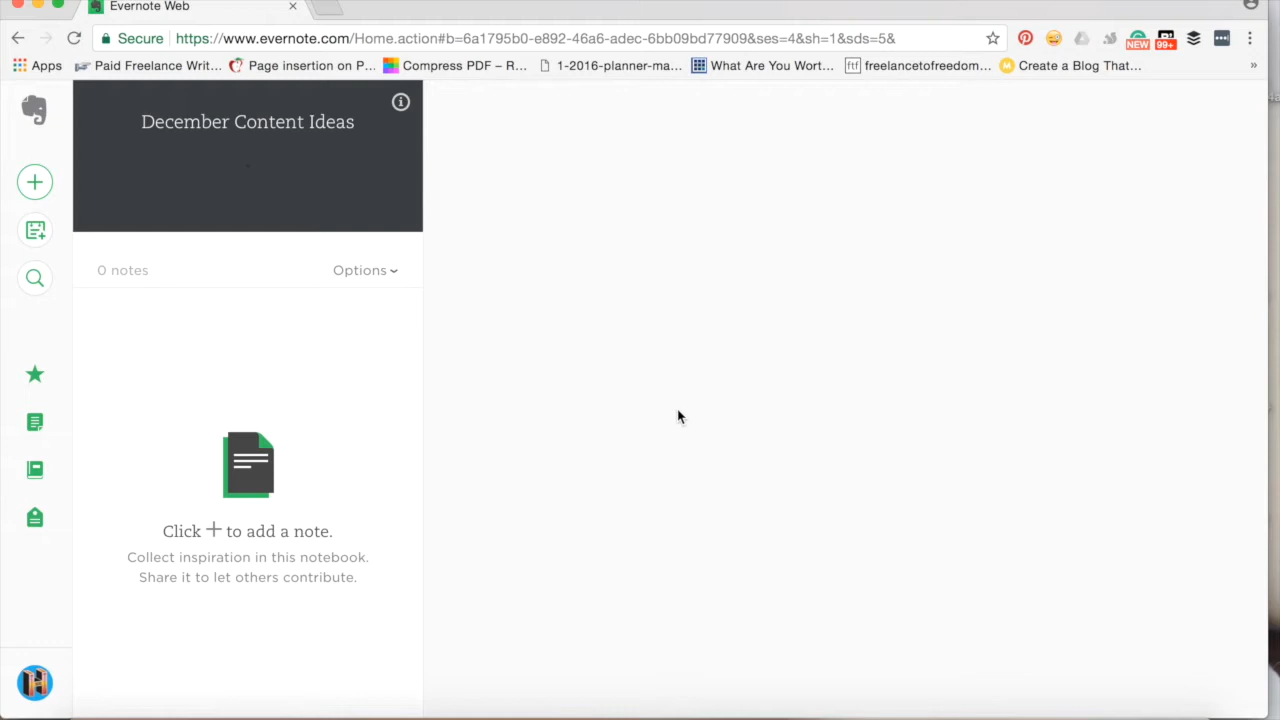 Evernote Web
Secure https://www.evernote.com/Home.action#b=6a1795b0-e892-46a6-adec-6bb09bd77909&ses=4&sh=1&sds=5&
NEW 99+
Apps Paid Freelance Writ... Page insertion on P... Compress PDF – R... 1-2016-planner-ma... What Are You Wort... ftf freelancetofreedom... M Create a Blog That... »
December Content Ideas
0 notes Options
Click + to add a note.
Collect inspiration in this notebook.
Share it to let others contribute.
H